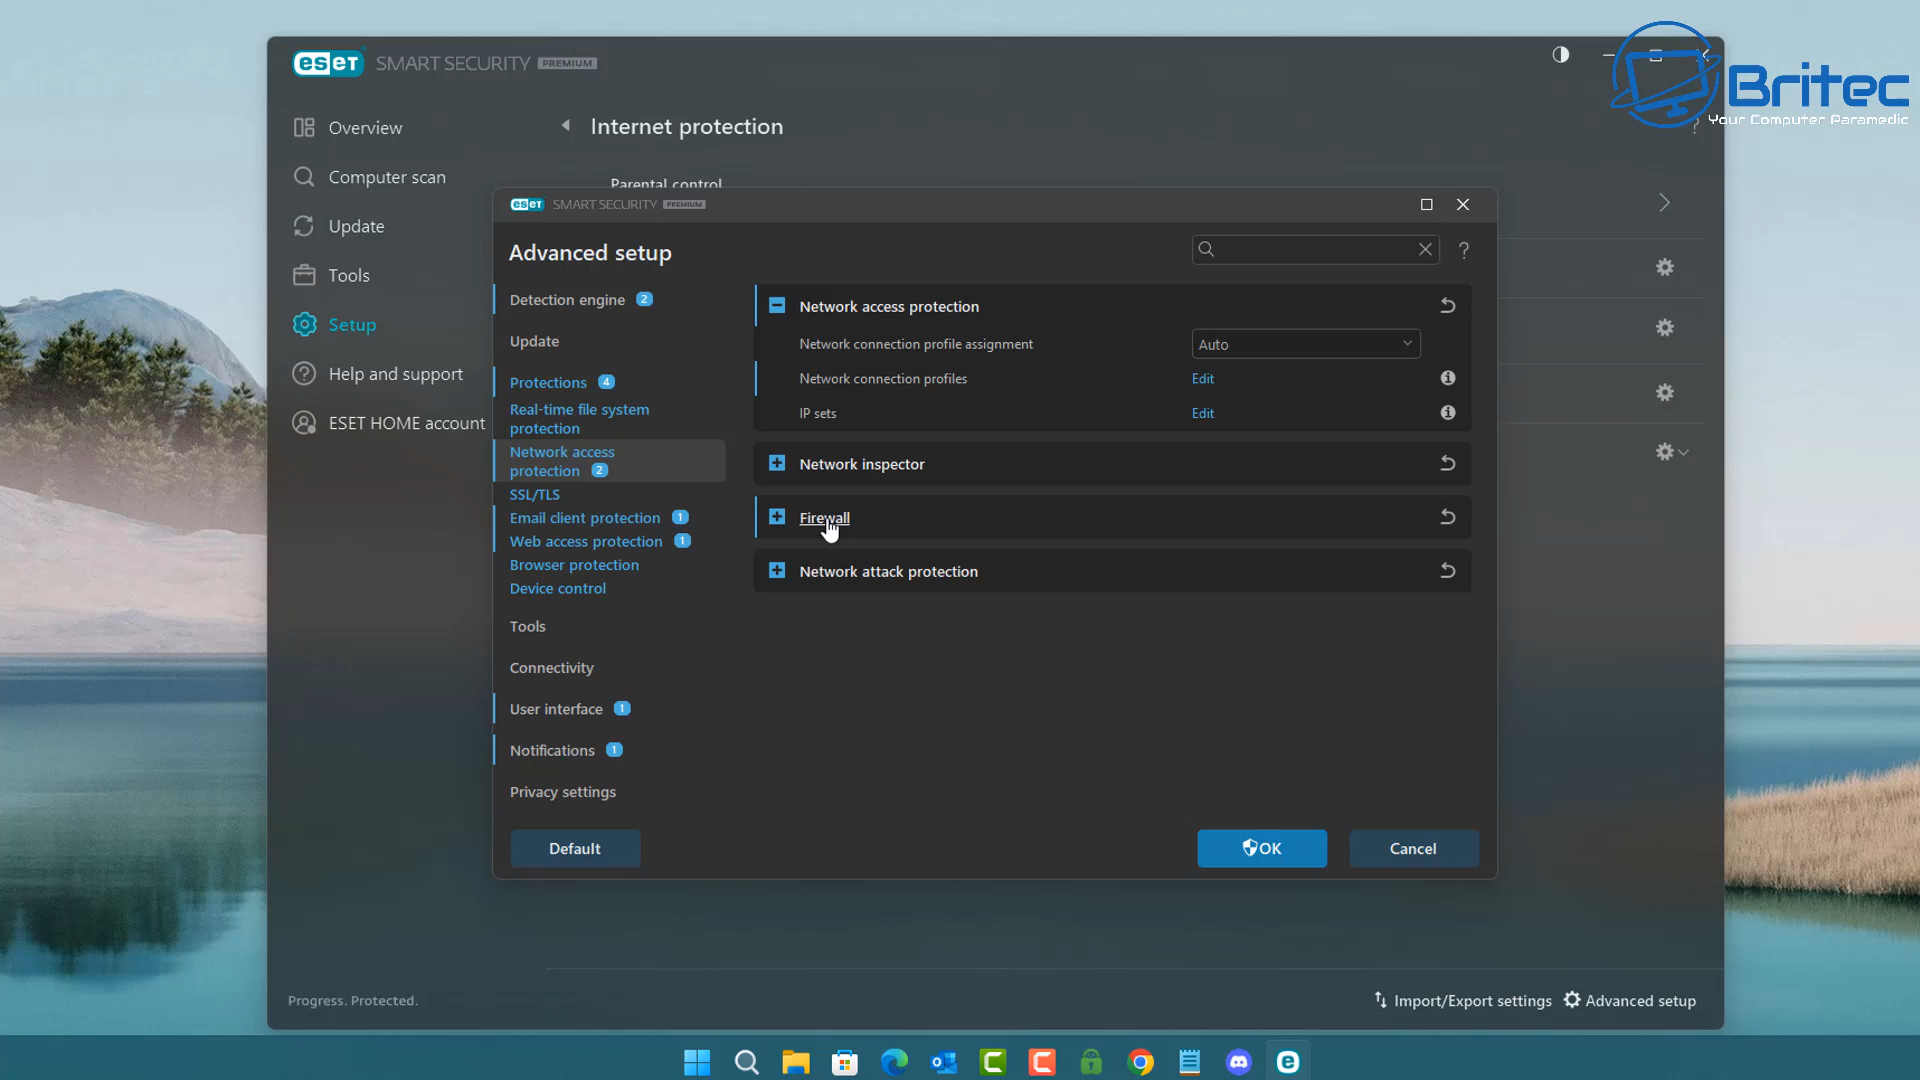 eset SMART SECURITY PREMIUM
Britec
Your Computer Paramedic
Overview
Computer scan
Update
Tools
Setup
Help and support
ESET HOME account
Internet protection
?
Parental control
eset SMART SECURITY PREMIUM
Advanced setup
?
Detection engine 2
Update
Protections 4
Real-time file system
protection
Network access
protection 2
SSL/TLS
Email client protection 1
Web access protection 1
Browser protection
Device control
Tools
Connectivity
User interface 1
Notifications 1
Privacy settings
Network access protection
Network connection profile assignment Auto
Network connection profiles Edit
IP sets Edit
Network inspector
Firewall
Network attack protection
Default
OK
Cancel
Progress. Protected.
Import/Export settings
Advanced setup